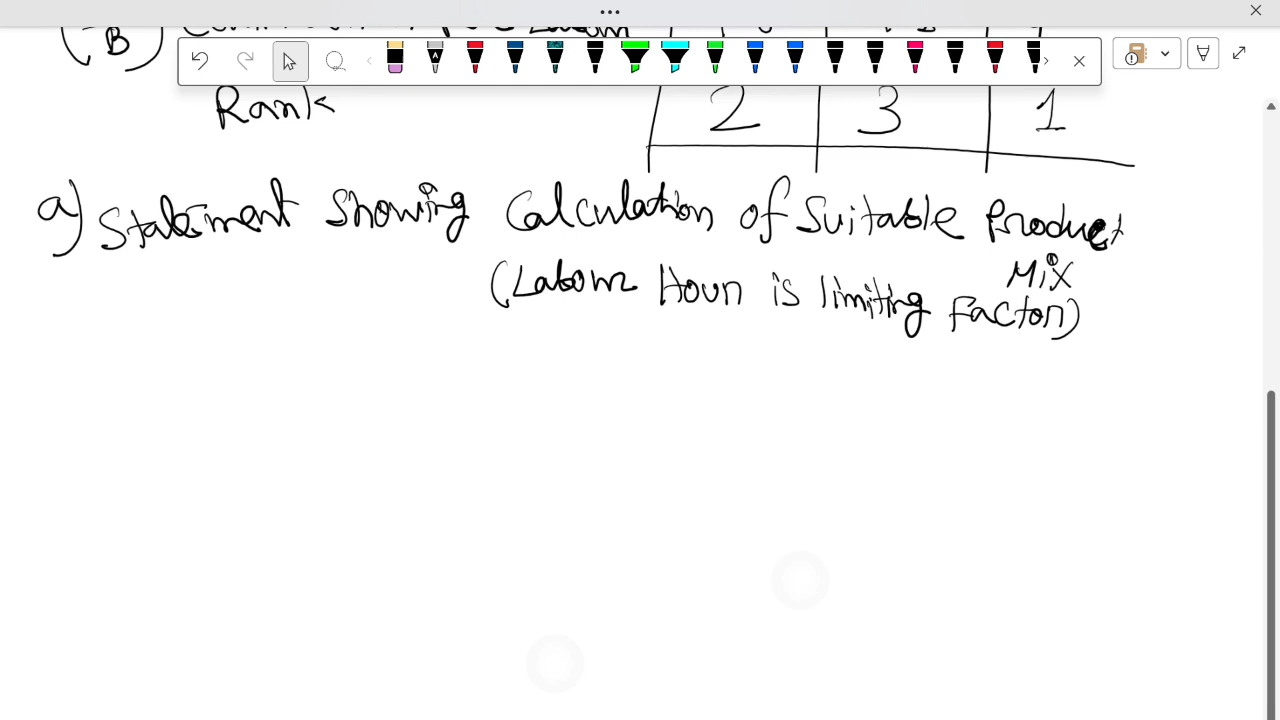 B)
Rank 2 3 1
a) Statement Showing Calculation of Suitable Product
Mix
(Labour Hour is limiting Factor)